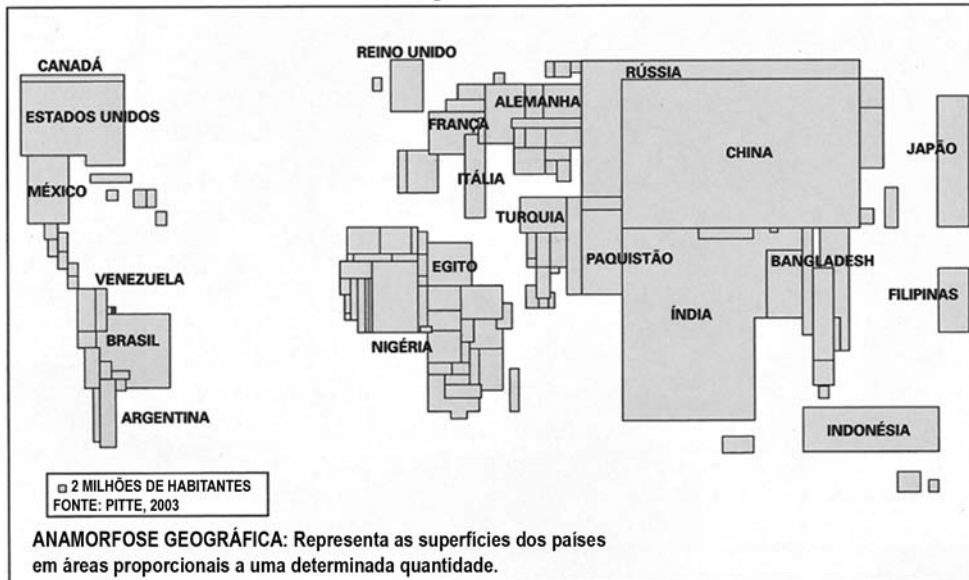 REINO UNIDO
CANADÁ
RÚSSIA
ESTADOS UNIDOS
ALEMANHA
FRANÇA
CHINA
JAPÃO
MÉXICO
ITÁLIA
TURQUIA
VENEZUELA
EGITO
PAQUISTÃO
BANGLADESH
FILIPINAS
BRASIL
NIGÉRIA
ÍNDIA
ARGENTINA
INDONÉSIA
2 MILHÕES DE HABITANTES
FONTE: PITTE, 2003
ANAMORFOSE GEOGRÁFICA: Representa as superfícies dos países
em áreas proporcionais a uma determinada quantidade.